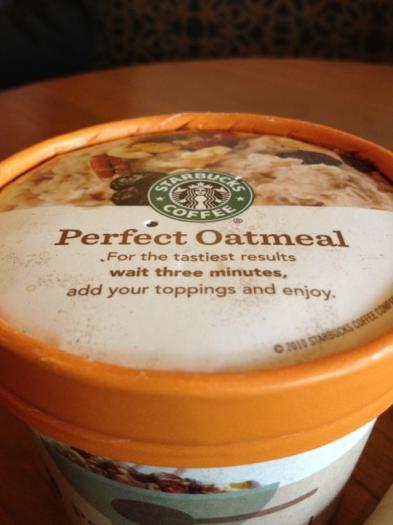 STARBUCKS
COFFEE
®
Perfect Oatmeal
For the tastiest results
wait three minutes,
add your toppings and enjoy.
© 2010 STARBUCKS COFFEE